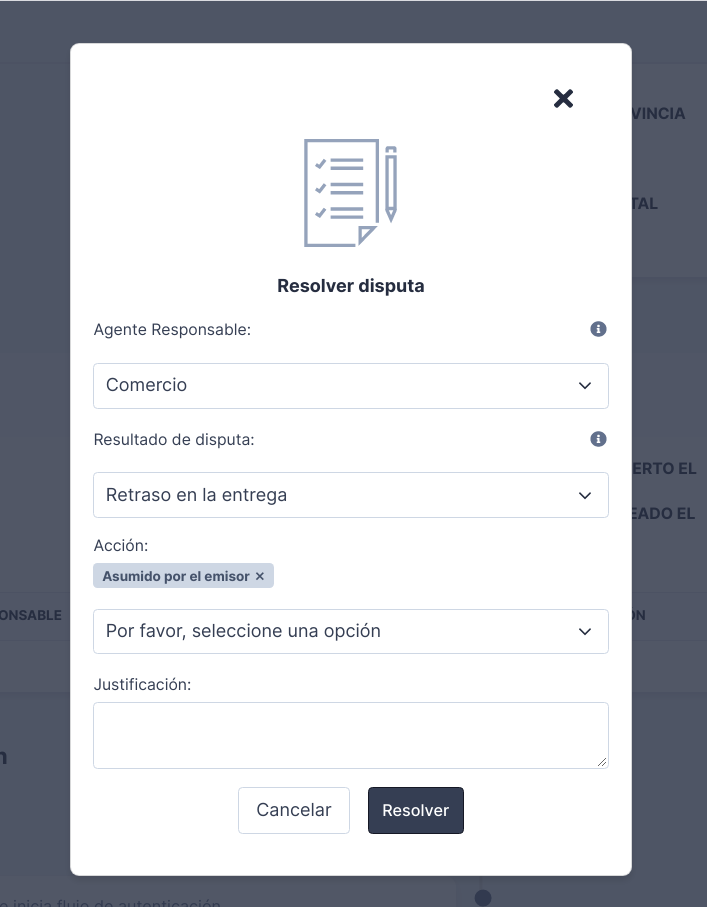 VINCIA
TAL
Resolver disputa
Agente Responsable:
Comercio
Resultado de disputa:
Retraso en la entrega
ERTO EL
EADO EL
Acción:
Asumido por el emisor ×
ONSABLE
ON
Por favor, seleccione una opción
Justificación:
Cancelar
Resolver
o inicia flujo de autenticación